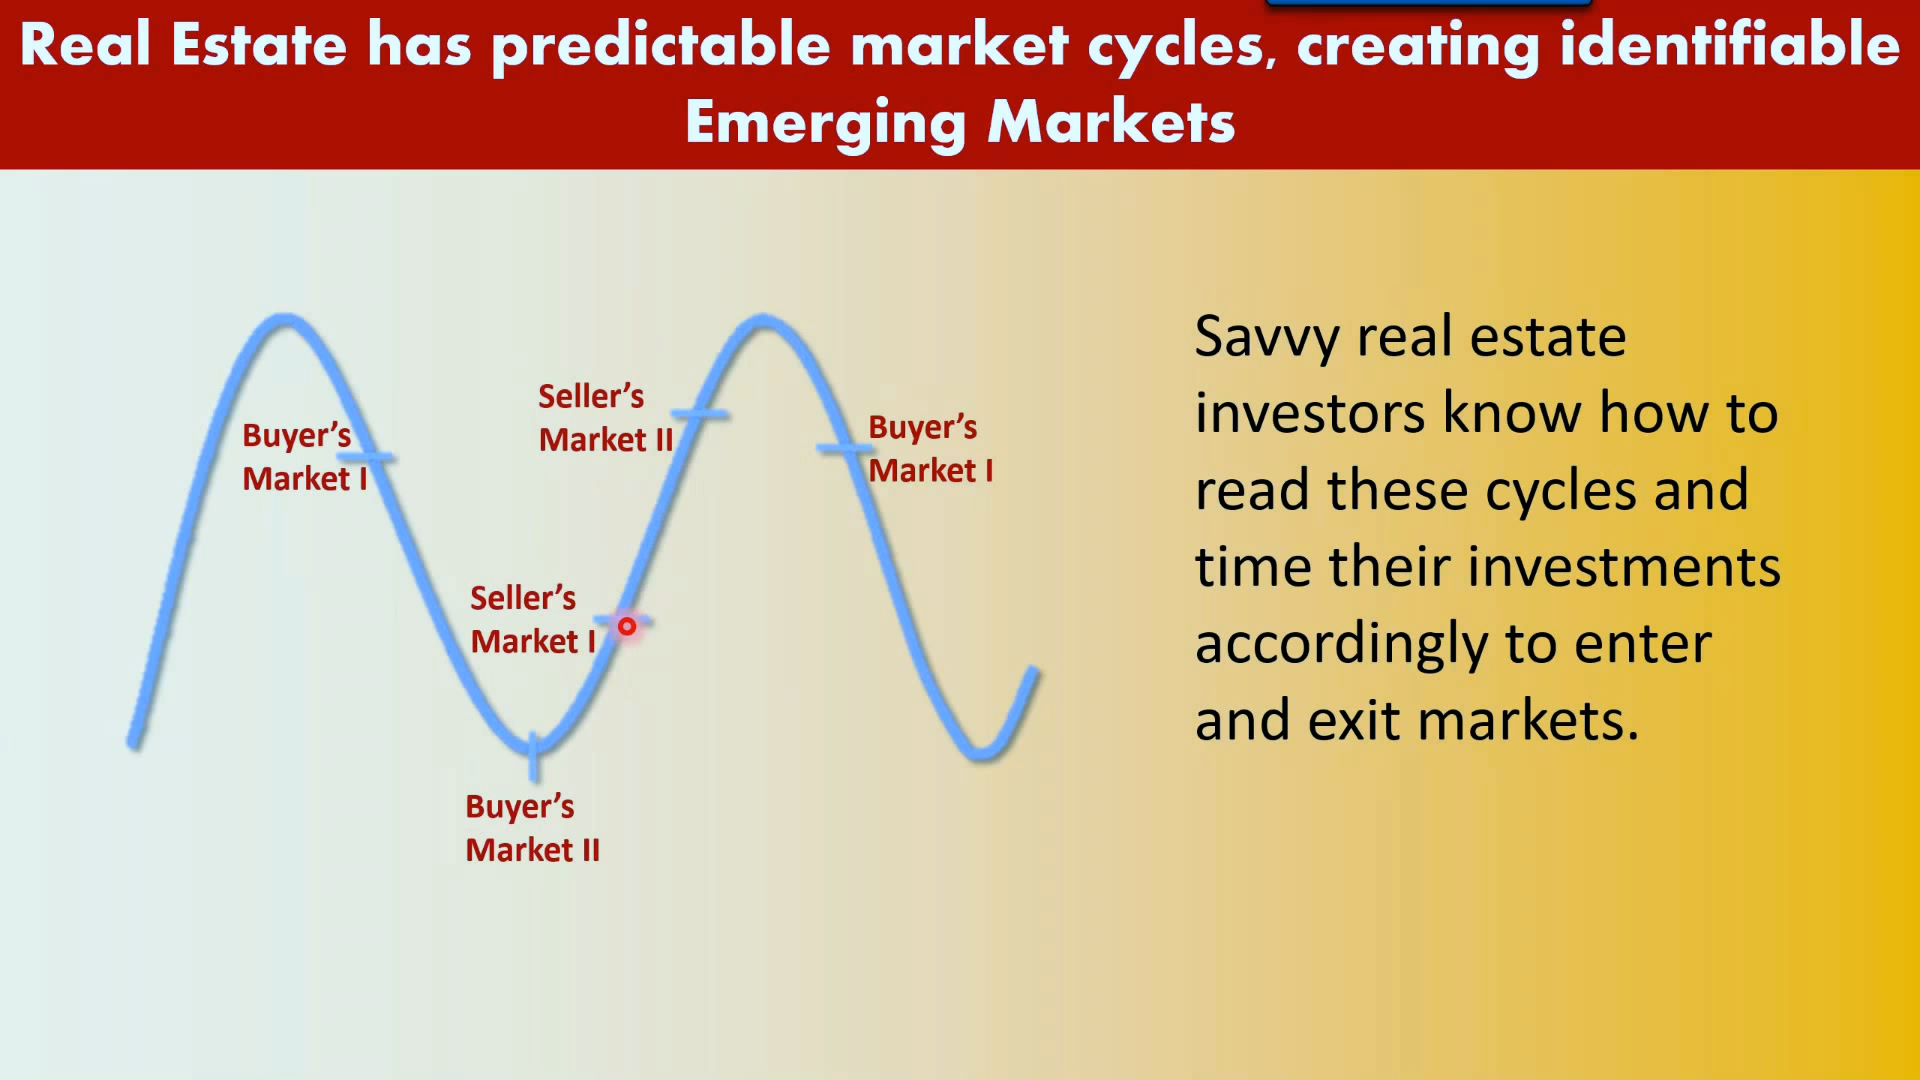 Real Estate has predictable market cycles, creating identifiable
Emerging Markets
Buyer’s
Market I
Seller’s
Market II
Buyer’s
Market I
Seller’s
Market I
Buyer’s
Market II
Savvy real estate
investors know how to
read these cycles and
time their investments
accordingly to enter
and exit markets.